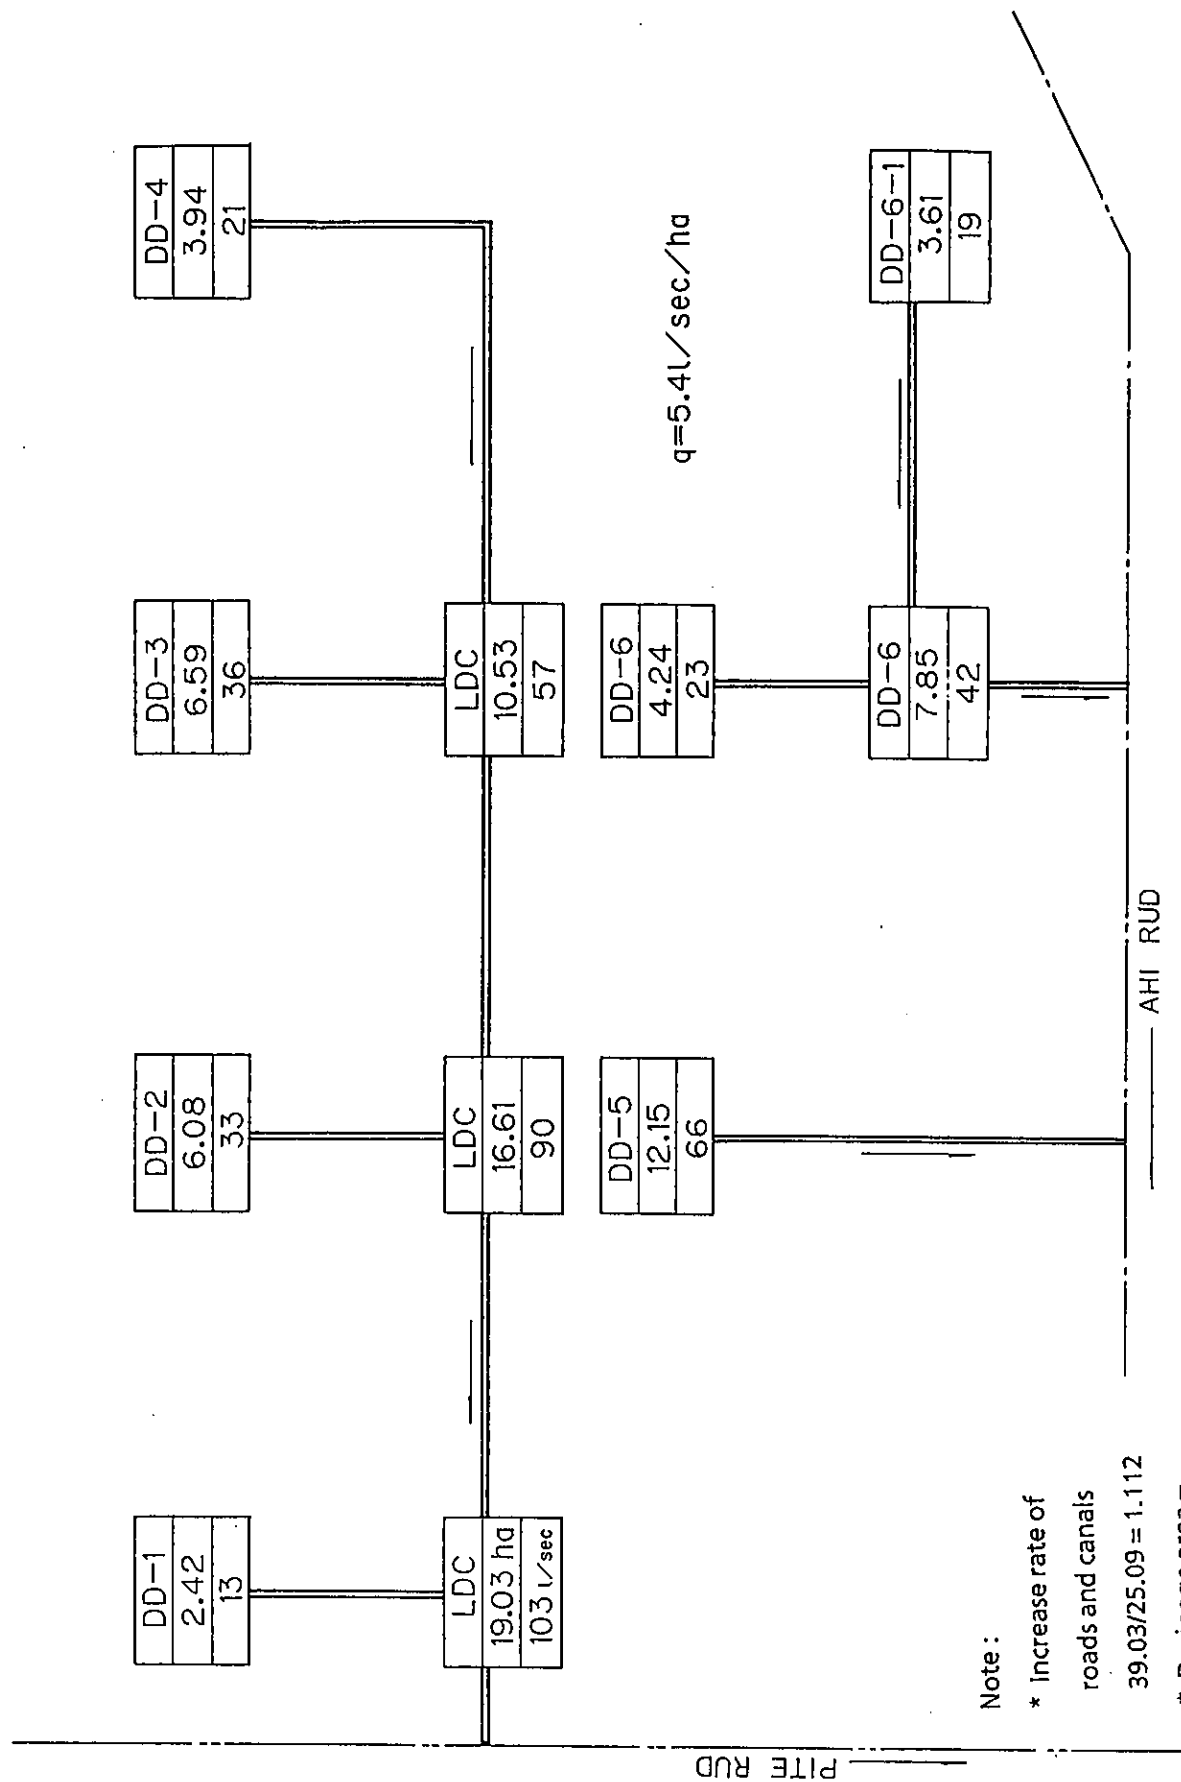 DD-1
2.42
13
DD-2
6.08
33
DD-3
6.59
36
DD-4
3.94
21
LDC
19.03 ha
103 l/sec
LDC
16.61
90
LDC
10.53
57
DD-5
12.15
66
DD-6
4.24
23
q=5.4l/sec/ha
DD-6
7.85
42
DD-6-1
3.61
19
PITE RUD
AHI RUD
Note :
* Increase rate of
roads and canals
39.03/25.09 = 1.112